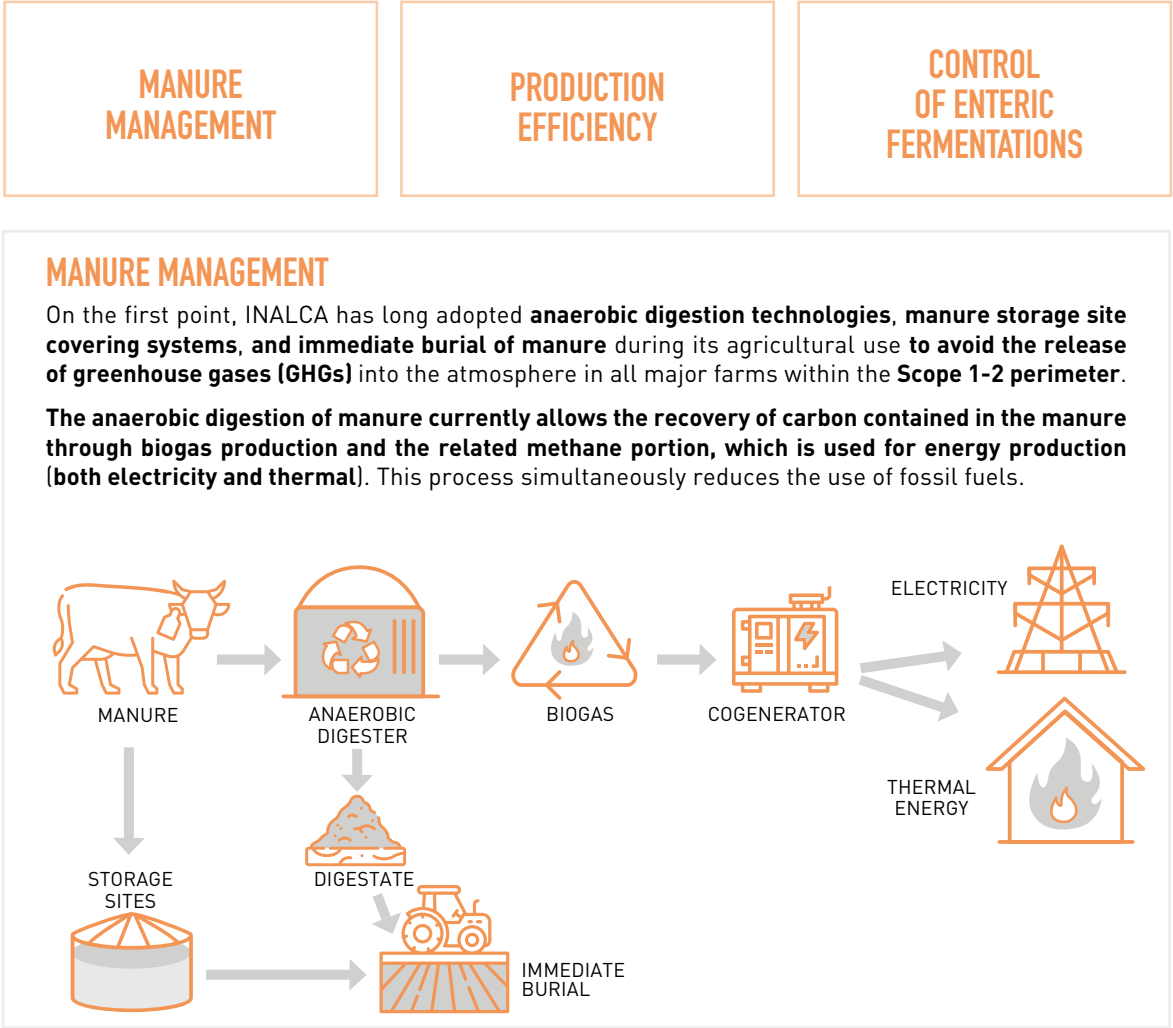 MANURE
MANAGEMENT
PRODUCTION
EFFICIENCY
CONTROL
OF ENTERIC
FERMENTATIONS
MANURE MANAGEMENT
On the first point, INALCA has long adopted anaerobic digestion technologies, manure storage site
covering systems, and immediate burial of manure during its agricultural use to avoid the release
of greenhouse gases (GHGs) into the atmosphere in all major farms within the Scope 1-2 perimeter.
The anaerobic digestion of manure currently allows the recovery of carbon contained in the manure
through biogas production and the related methane portion, which is used for energy production
(both electricity and thermal). This process simultaneously reduces the use of fossil fuels.
ELECTRICITY
MANURE
ANAEROBIC
DIGESTER
BIOGAS
COGENERATOR
THERMAL
ENERGY
STORAGE
SITES
DIGESTATE
IMMEDIATE
BURIAL